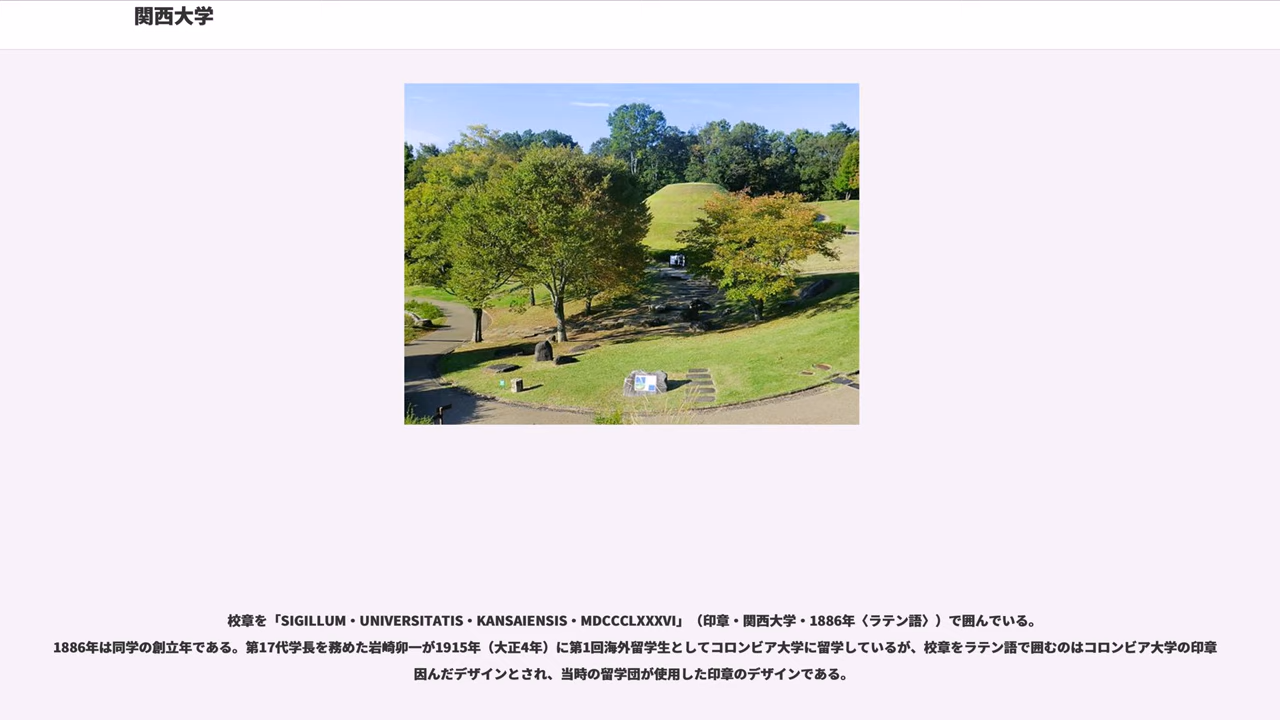 関西大学
校章を「SIGILLUM・UNIVERSITATIS・KANSAIENSIS・MDCCCLXXXVI」（印章・関西大学・1886年〈ラテン語〉）で囲んでいる。
1886年は同学の創立年である。第17代学長を務めた岩崎卯一が1915年（大正4年）に第1回海外留学生としてコロンビア大学に留学しているが、校章をラテン語で囲むのはコロンビア大学の印章
因んだデザインとされ、当時の留学団が使用した印章のデザインである。